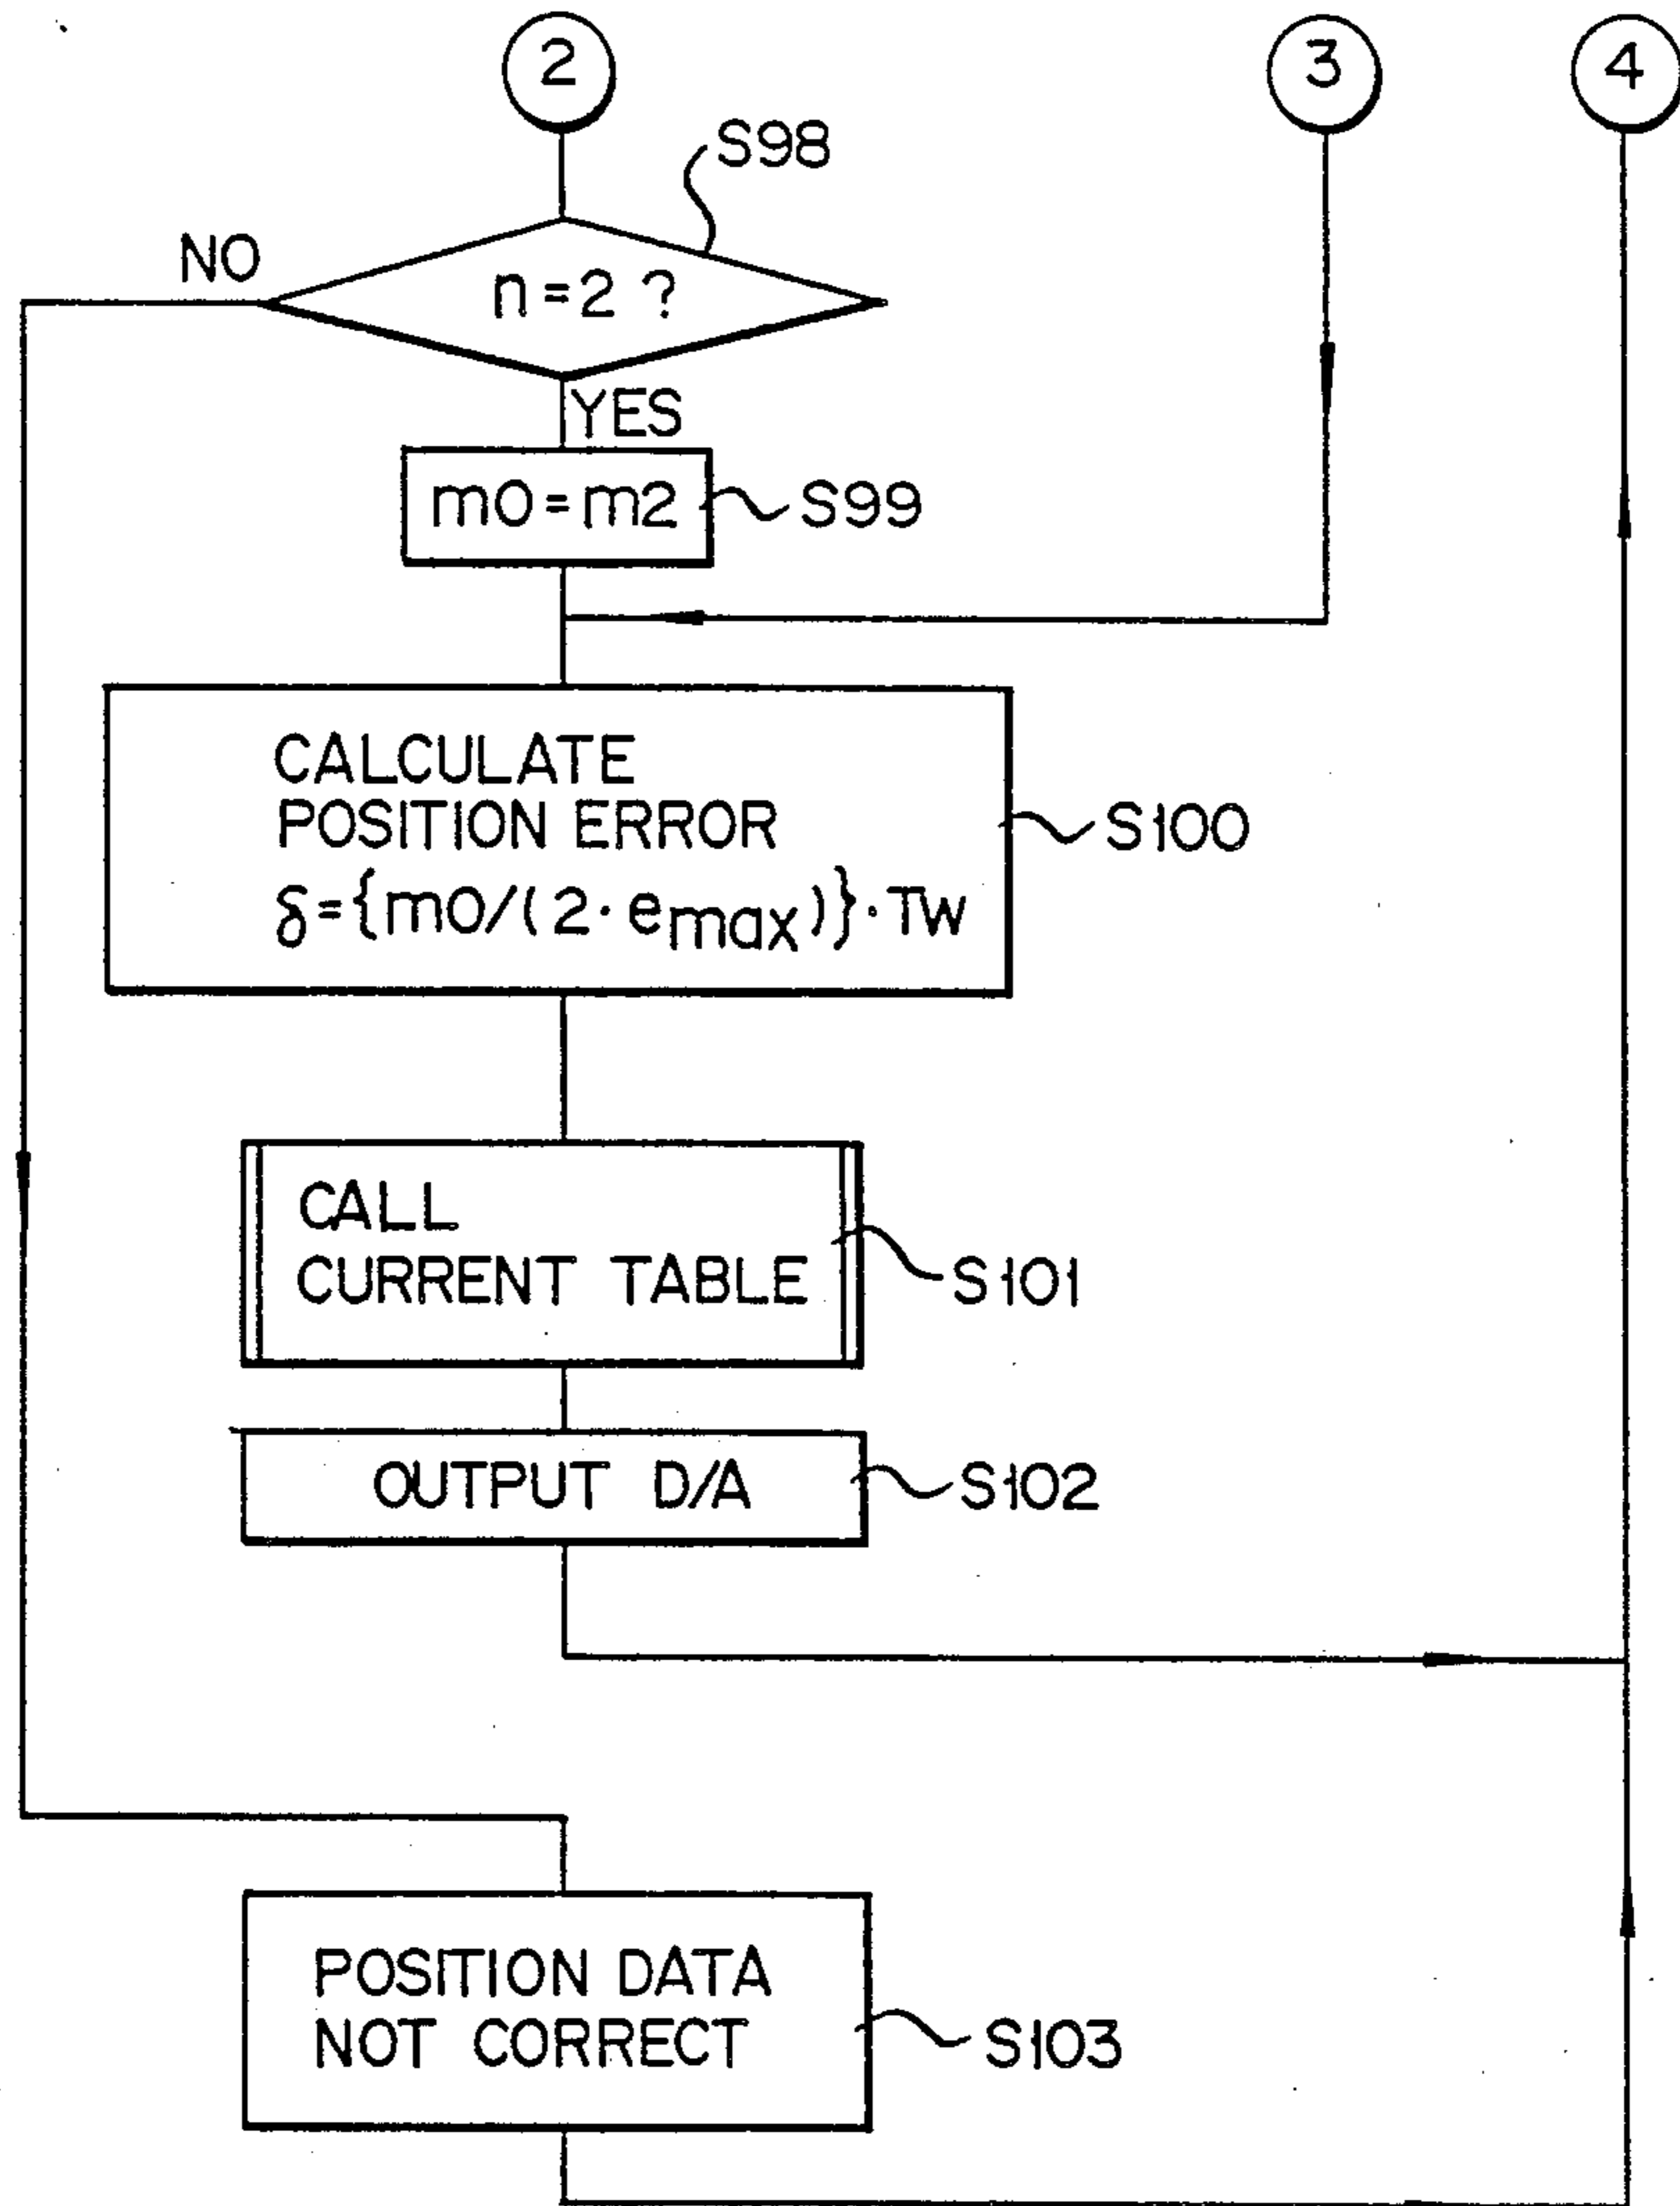 2
3
4
S98
NO
n=2 ?
YES
m0=m2
S99
CALCULATE
POSITION ERROR
δ={m0/(2·emax)}·Tw
S100
CALL
CURRENT TABLE
S101
OUTPUT D/A
S102
POSITION DATA
NOT CORRECT
S103